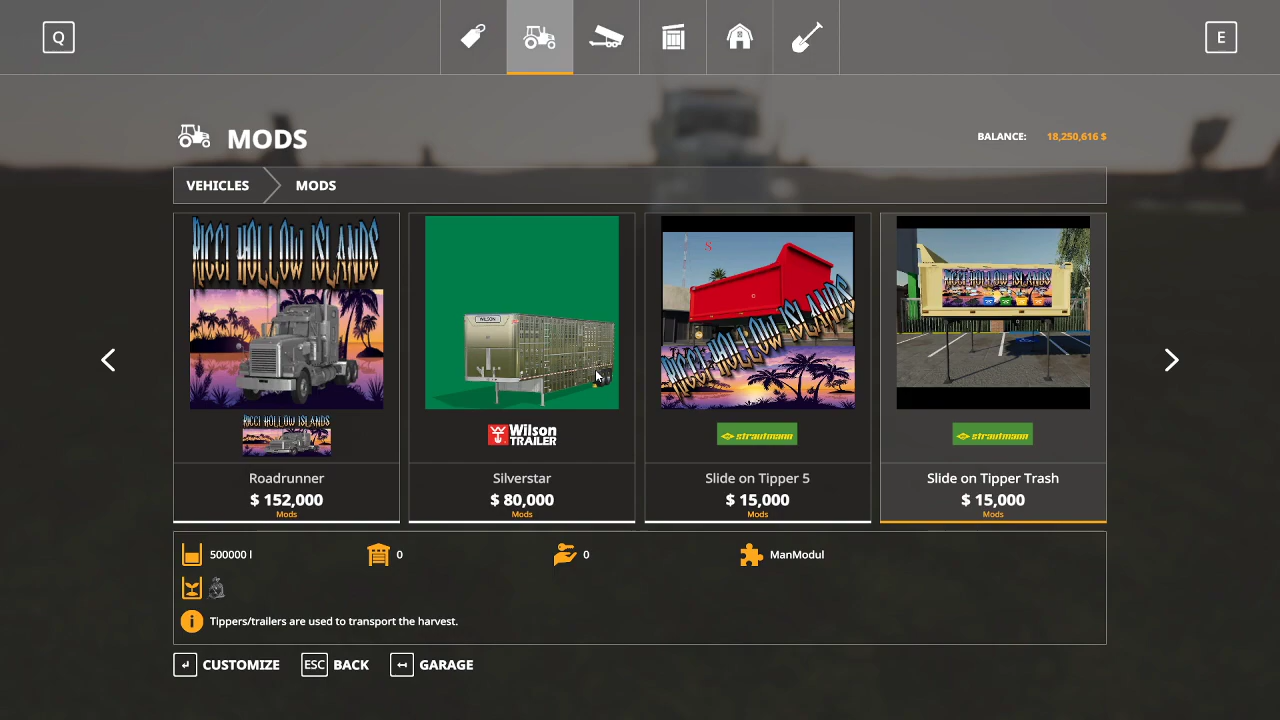 Q
E
MODS
BALANCE: 18,250,616 $
VEHICLES
MODS
RICCI HOLLOW ISLANDS
RICCI HOLLOW ISLANDS
Roadrunner
$ 152,000
Mods
WILSON
Wilson
TRAILER
Silverstar
$ 80,000
Mods
S
RICCI HOLLOW ISLANDS
strautmann
Slide on Tipper 5
$ 15,000
Mods
RICCI HOLLOW ISLANDS
strautmann
Slide on Tipper Trash
$ 15,000
Mods
500000 l
0
0
ManModul
Tippers/trailers are used to transport the harvest.
CUSTOMIZE
ESC BACK
GARAGE